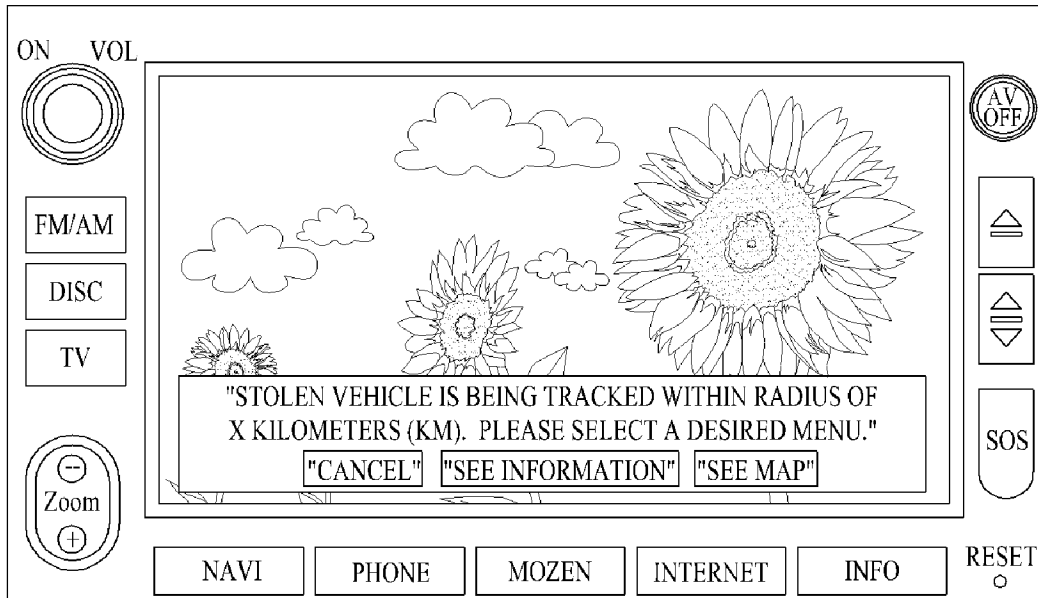 ON VOL
AV
OFF
FM/AM
DISC
TV
"STOLEN VEHICLE IS BEING TRACKED WITHIN RADIUS OF
X KILOMETERS (KM). PLEASE SELECT A DESIRED MENU."
"CANCEL" "SEE INFORMATION" "SEE MAP"
SOS
Zoom
NAVI PHONE MOZEN INTERNET INFO
RESET